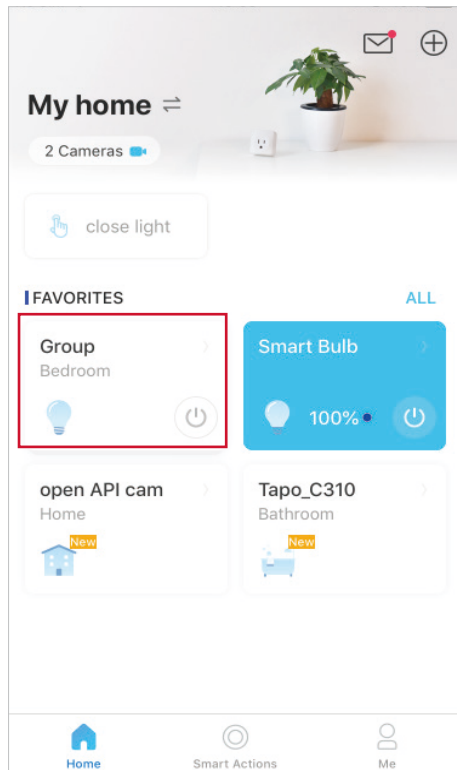 My home
2 Cameras
close light
FAVORITES
ALL
Group
Bedroom
Smart Bulb
100%
open API cam
Home
New
Tapo_C310
Bathroom
New
Home
Smart Actions
Me